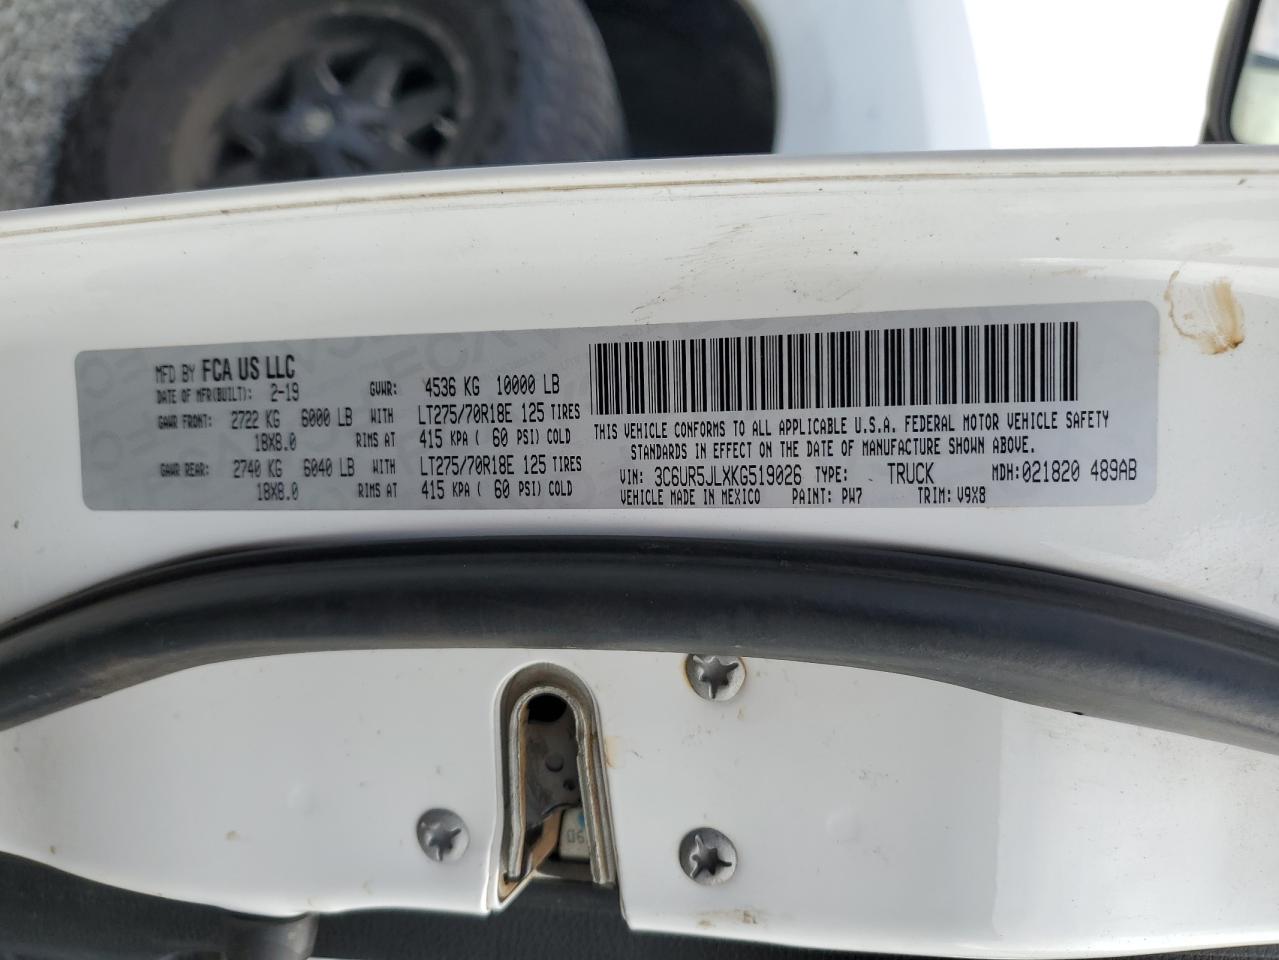 MFD BY FCA US LLC
DATE OF MFR(BUILT): 2-19 GVWR: 4536 KG 10000 LB
GAWR FRONT: 2722 KG 6000 LB WITH LT275/70R18E 125 TIRES
18X8.0 RIMS AT 415 KPA ( 60 PSI) COLD
GAWR REAR: 2740 KG 6040 LB WITH LT275/70R18E 125 TIRES
18X8.0 RIMS AT 415 KPA ( 60 PSI) COLD
THIS VEHICLE CONFORMS TO ALL APPLICABLE U.S.A. FEDERAL MOTOR VEHICLE SAFETY
STANDARDS IN EFFECT ON THE DATE OF MANUFACTURE SHOWN ABOVE.
VIN: 3C6UR5JLXKG519026 TYPE: TRUCK MDH:021820 489AB
VEHICLE MADE IN MEXICO PAINT: PW7 TRIM: V9X8